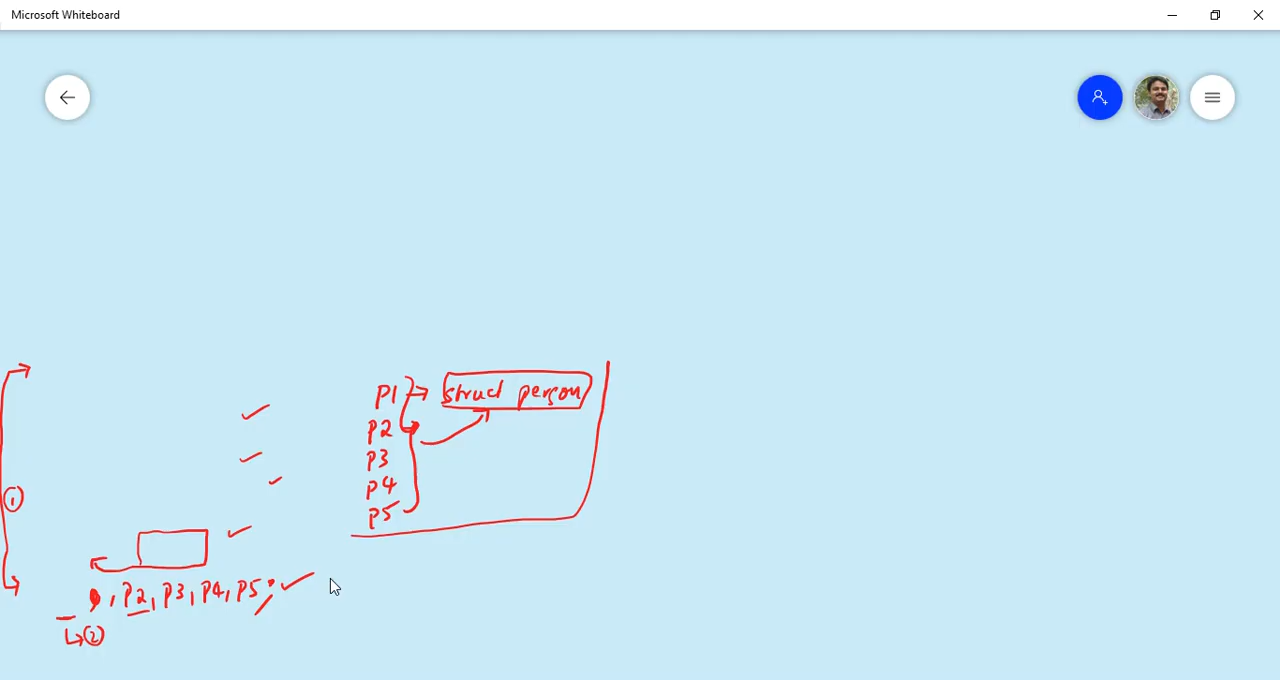 Microsoft Whiteboard
P1 → struct person
P2
P3
P4
P5
①
, P2, P3, P4, P5;
②